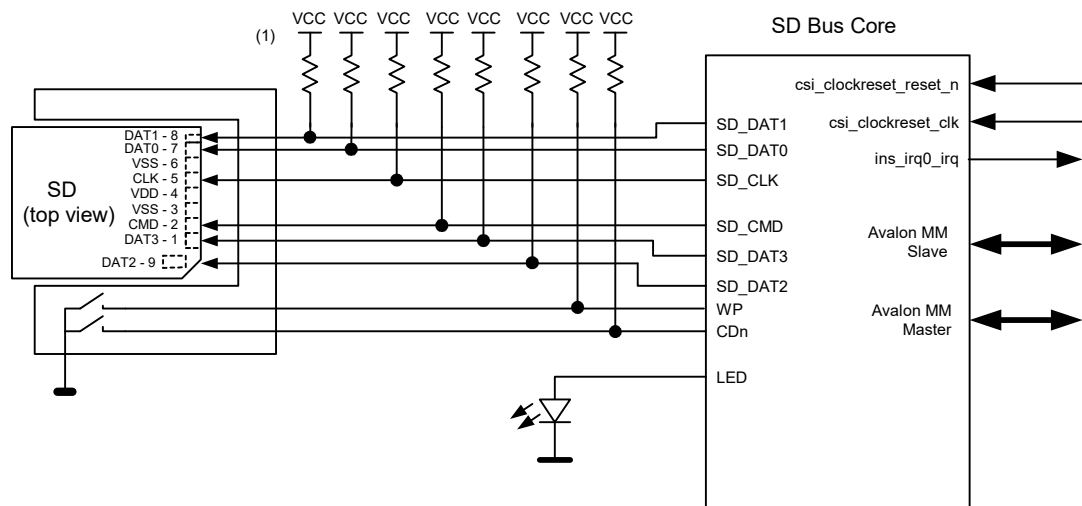 (1)
VCC VCC VCC VCC VCC VCC VCC VCC
SD Bus Core
SD
(top view)
DAT1 - 8
DAT0 - 7
VSS - 6
CLK - 5
VDD - 4
VSS - 3
CMD - 2
DAT3 - 1
DAT2 - 9
SD_DAT1
SD_DAT0
SD_CLK
SD_CMD
SD_DAT3
SD_DAT2
WP
CDn
LED
csi_clockreset_reset_n
csi_clockreset_clk
ins_irq0_irq
Avalon MM
Slave
Avalon MM
Master